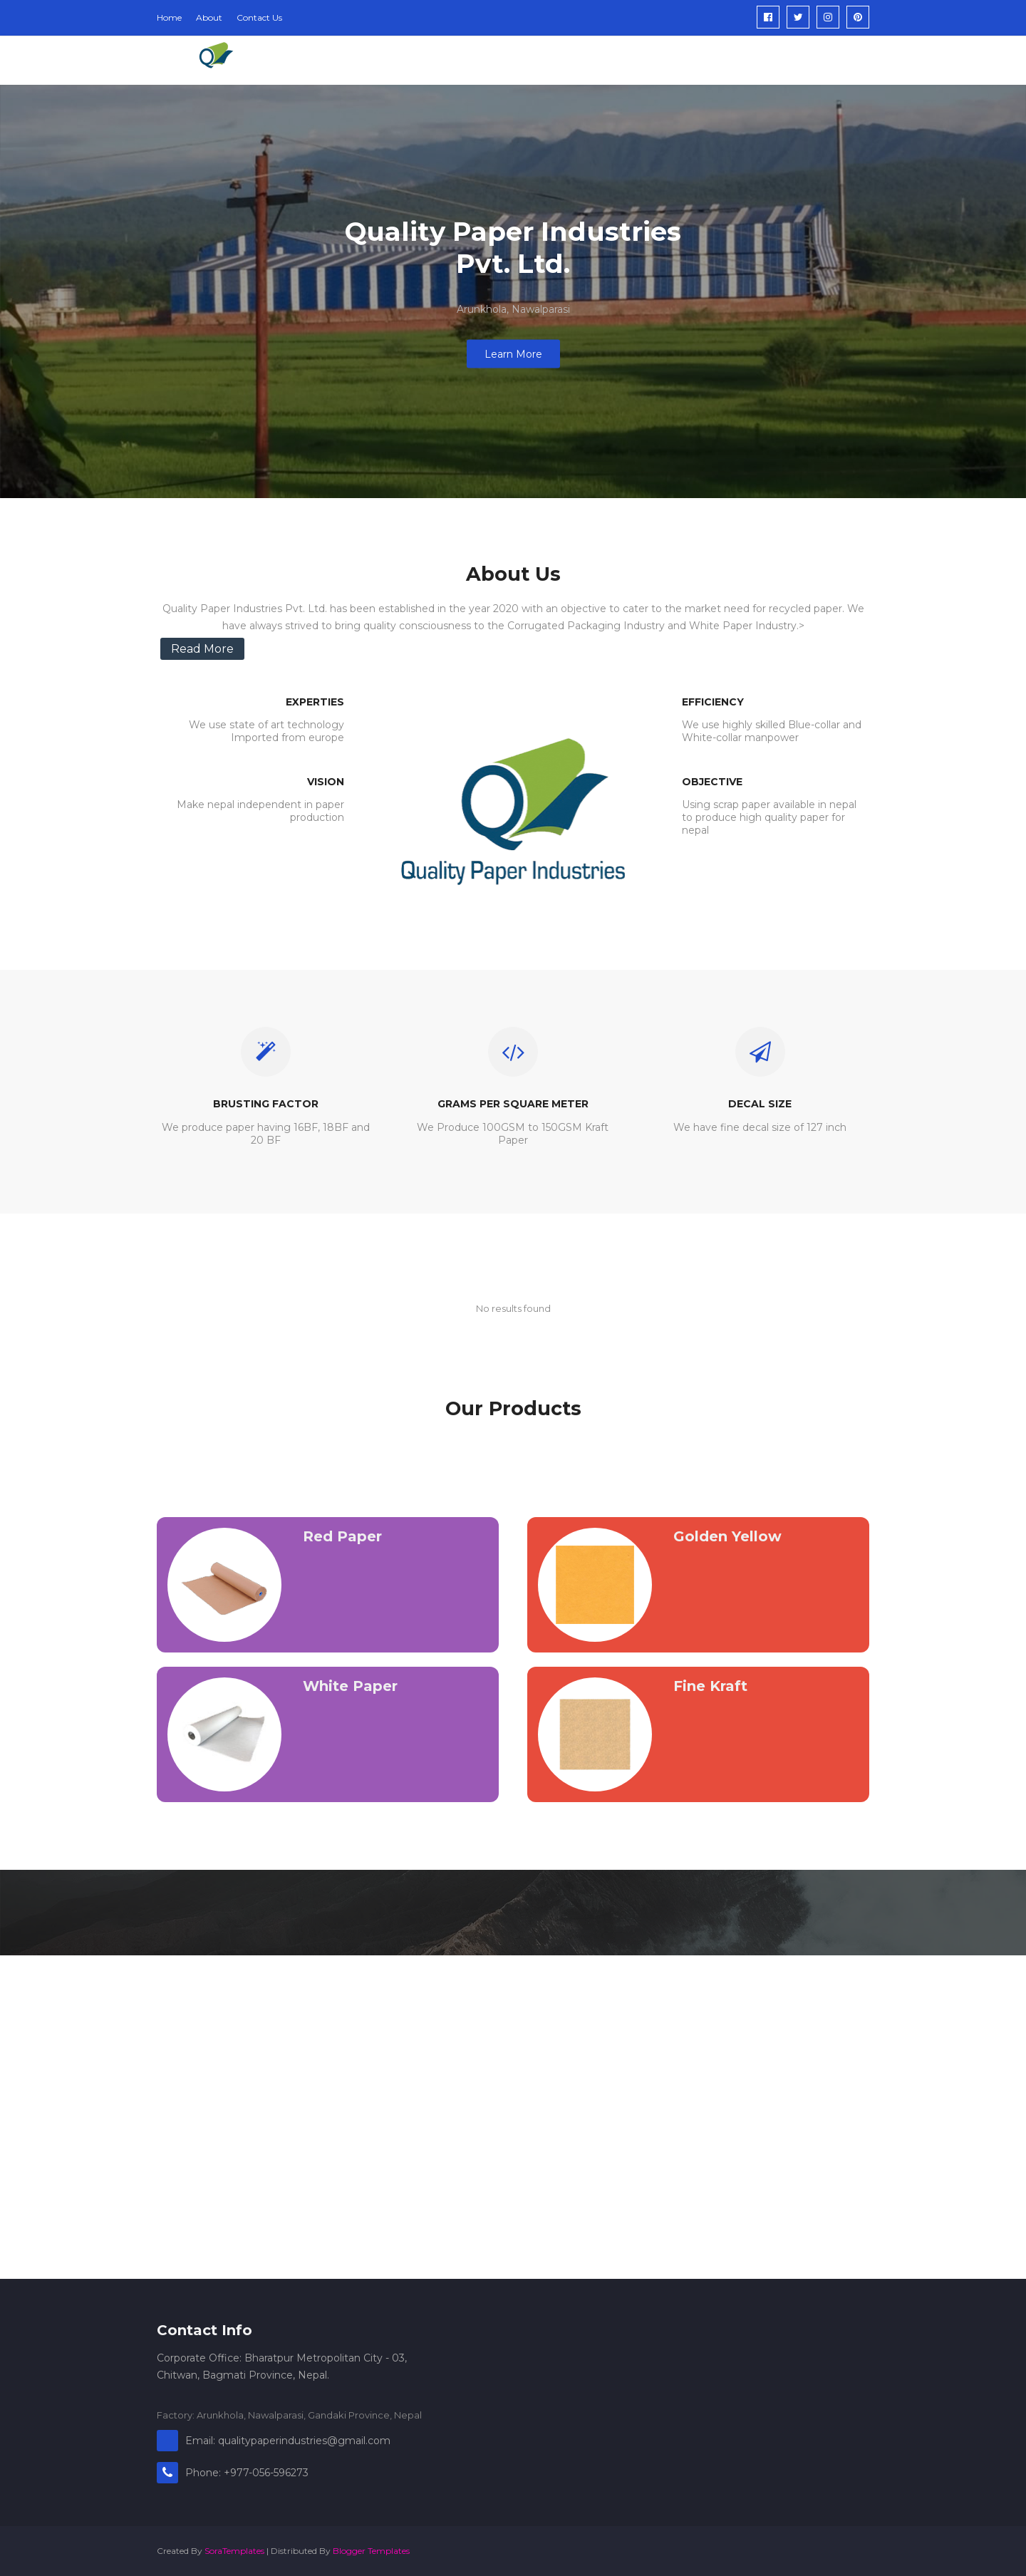 Home About Contact Us
Quality Paper Industries
Pvt. Ltd.
Arunkhola, Nawalparasi
Learn More
About Us
Quality Paper Industries Pvt. Ltd. has been established in the year 2020 with an objective to cater to the market need for recycled paper. We
have always strived to bring quality consciousness to the Corrugated Packaging Industry and White Paper Industry.>
Read More
EXPERTIES
We use state of art technology
Imported from europe
VISION
Make nepal independent in paper
production
Quality Paper Industries
EFFICIENCY
We use highly skilled Blue-collar and
White-collar manpower
OBJECTIVE
Using scrap paper available in nepal
to produce high quality paper for
nepal
BRUSTING FACTOR
We produce paper having 16BF, 18BF and
20 BF
GRAMS PER SQUARE METER
We Produce 100GSM to 150GSM Kraft
Paper
DECAL SIZE
We have fine decal size of 127 inch
No results found
Our Products
Red Paper
Golden Yellow
White Paper
Fine Kraft
Contact Info
Corporate Office: Bharatpur Metropolitan City - 03,
Chitwan, Bagmati Province, Nepal.
Factory: Arunkhola, Nawalparasi, Gandaki Province, Nepal
Email: qualitypaperindustries@gmail.com
Phone: +977-056-596273
Created By SoraTemplates | Distributed By Blogger Templates